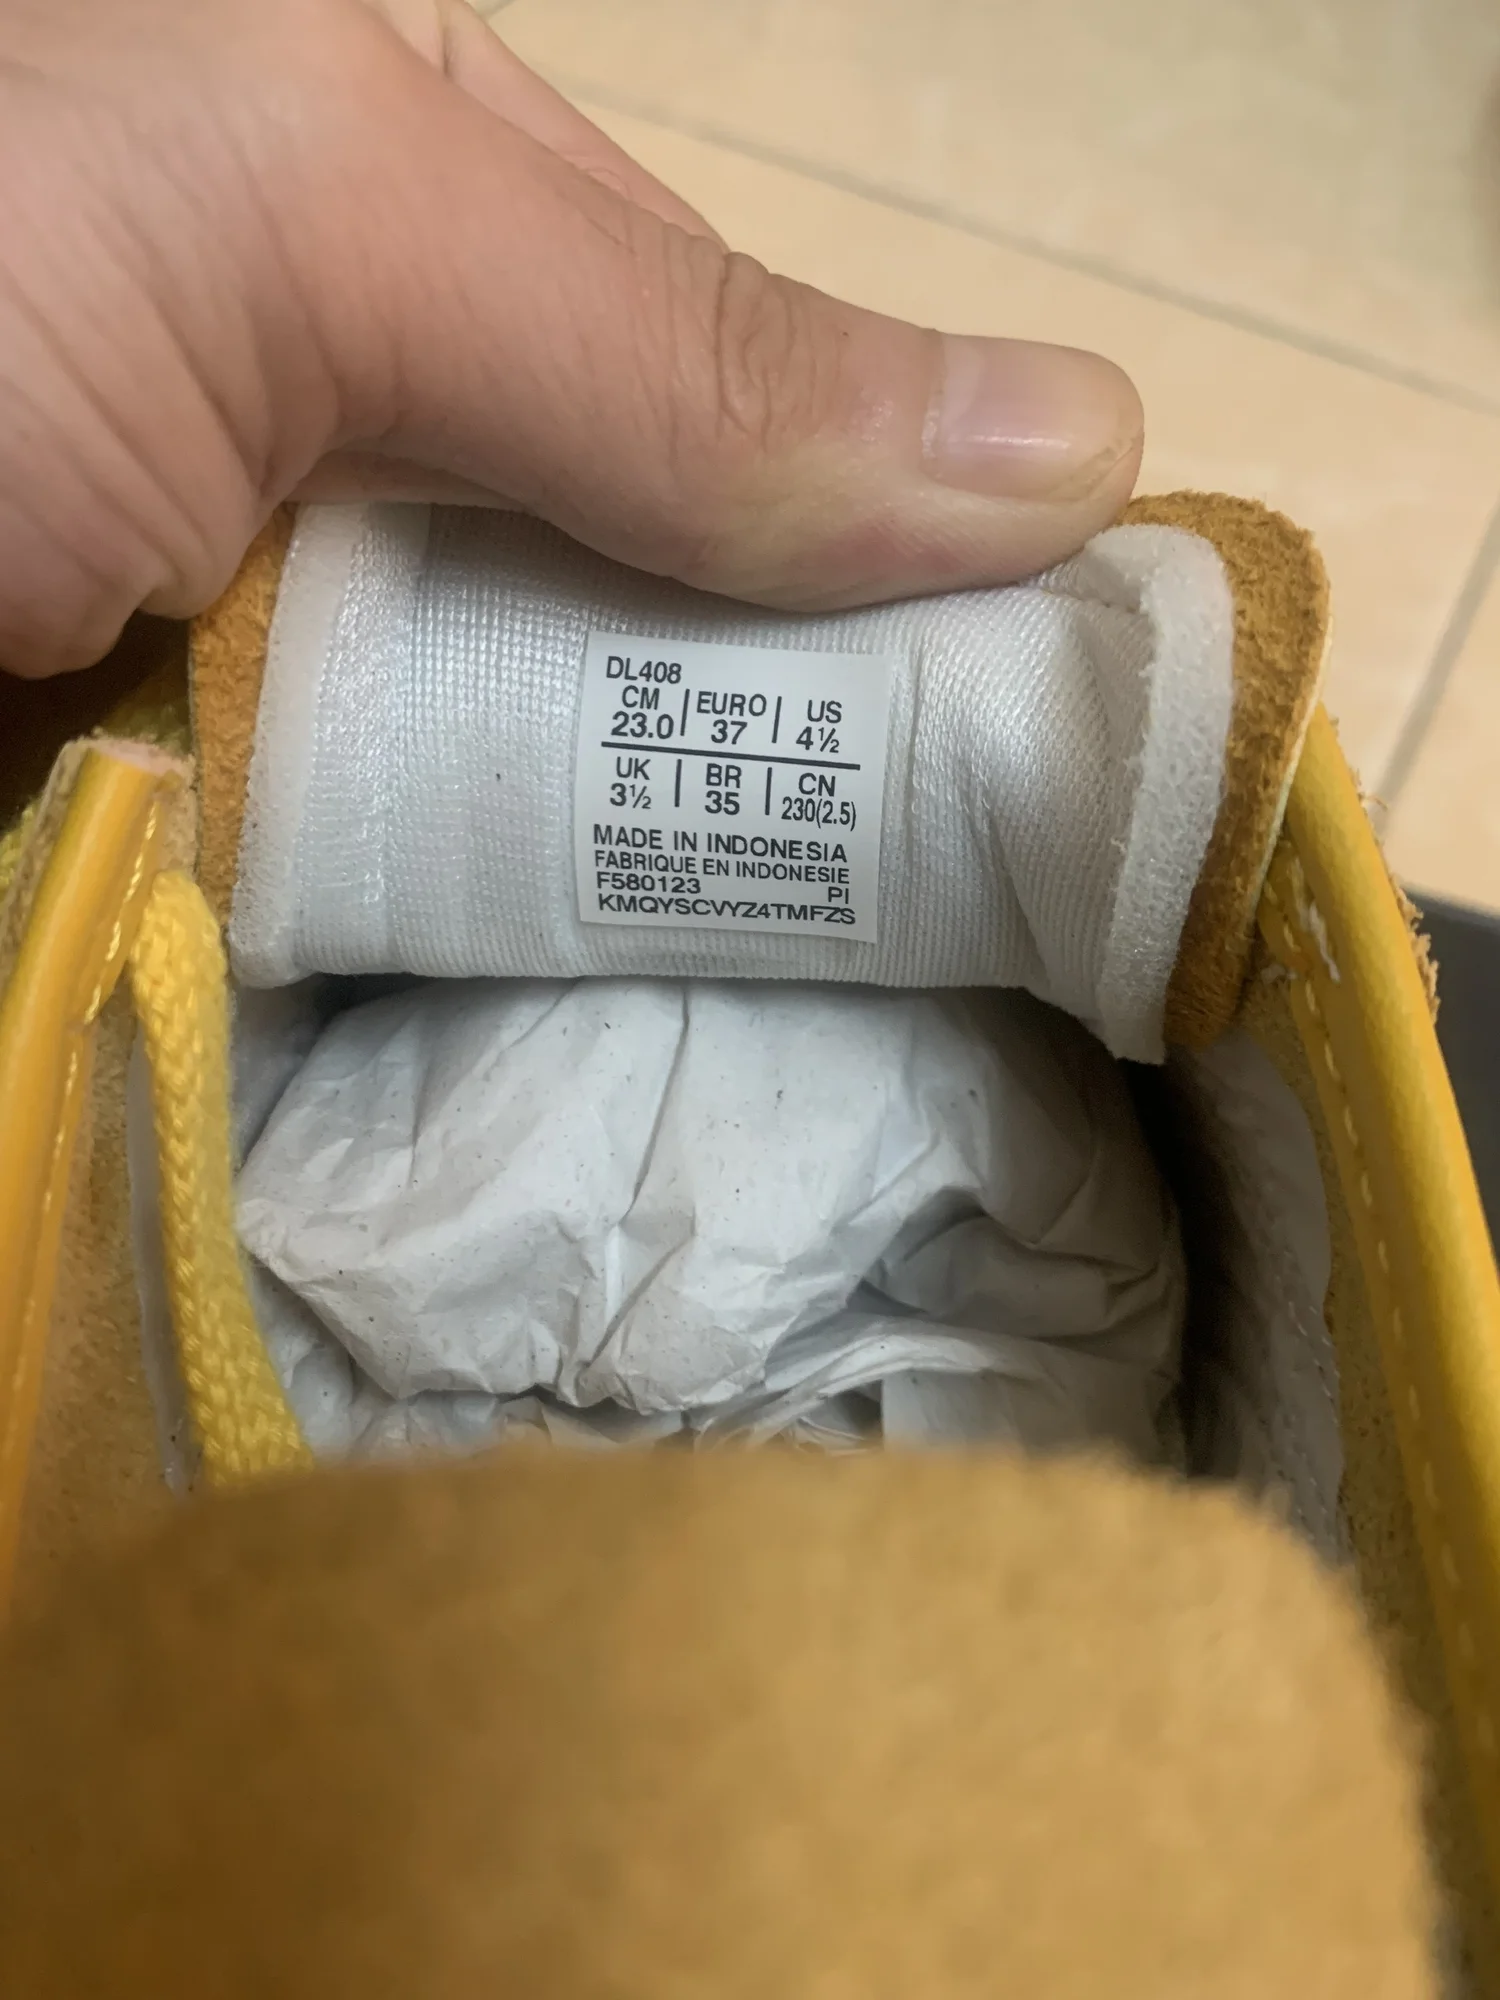 DL408
CM | EURO | US
23.0 | 37 | 4½
UK | BR | CN
3½ | 35 | 230(2.5)
MADE IN INDONESIA
FABRIQUE EN INDONESIE
F580123 PI
KMQYSCVYZ4TMFZS